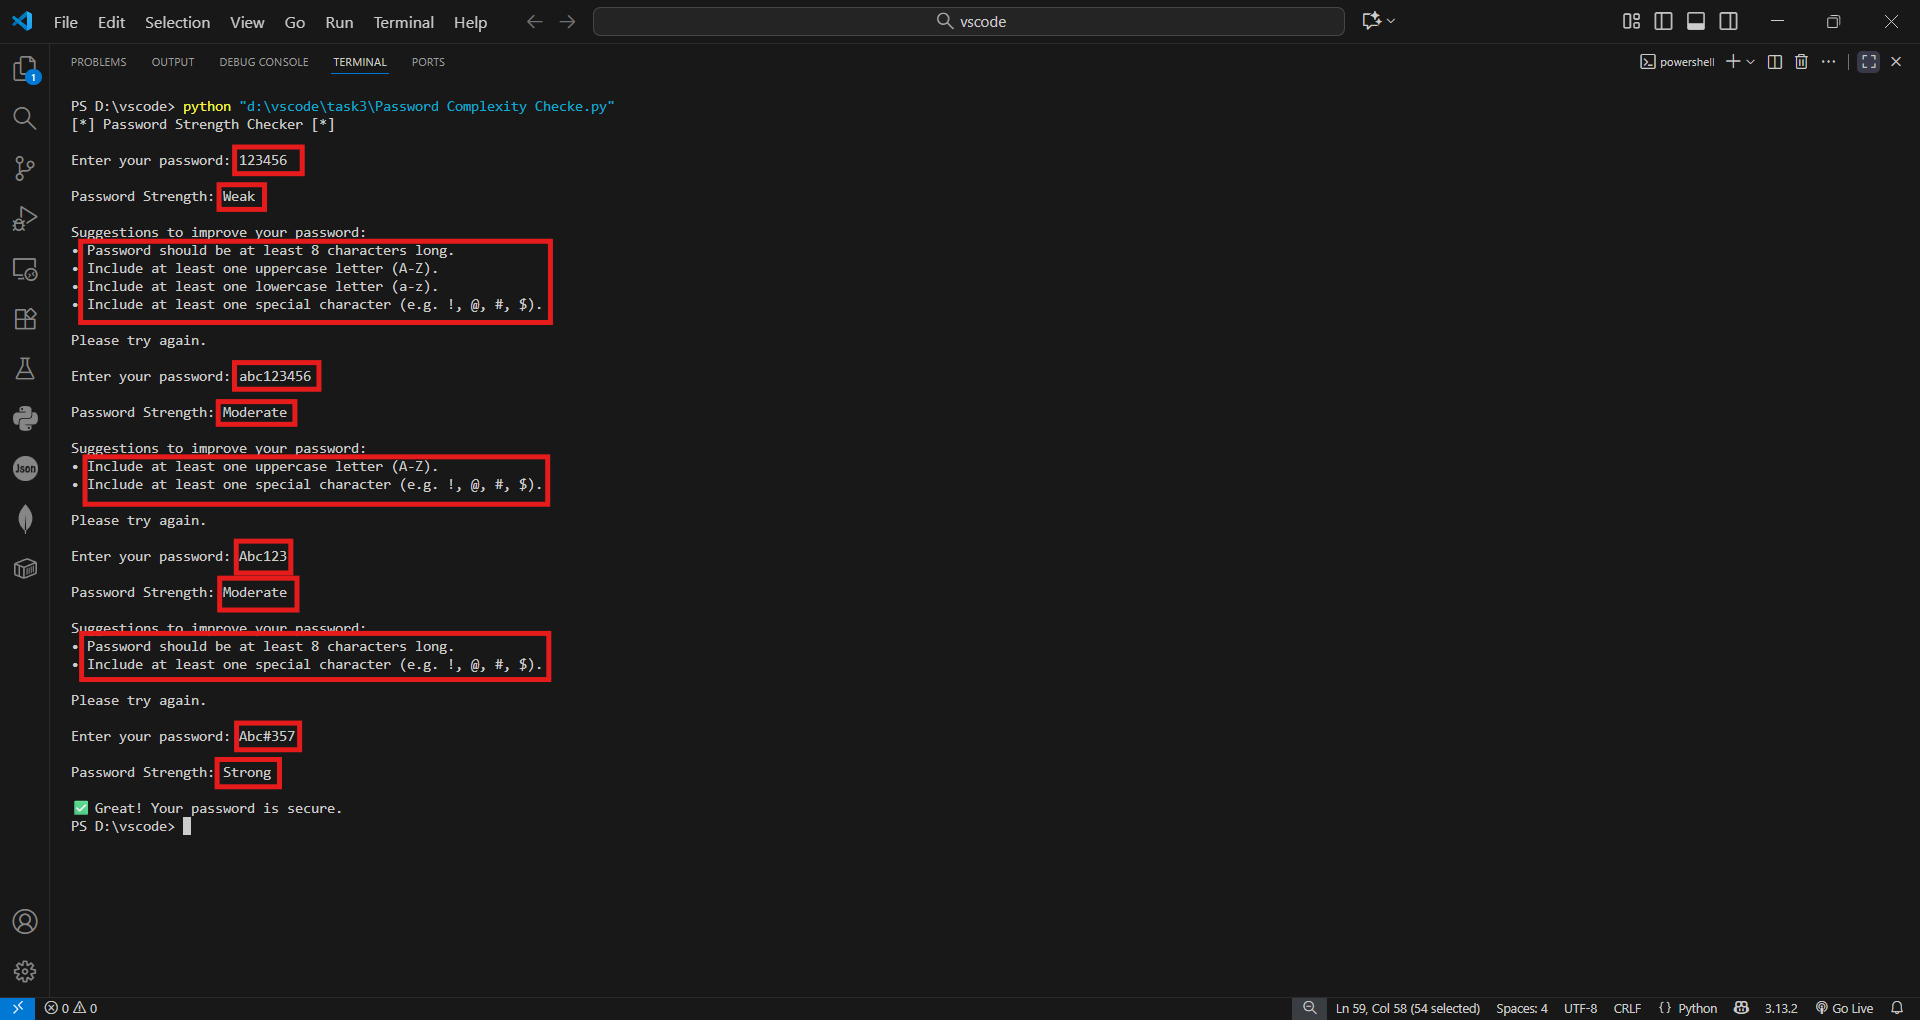 File Edit Selection View Go Run Terminal Help
vscode
PROBLEMS OUTPUT DEBUG CONSOLE TERMINAL PORTS
powershell
1
PS D:\vscode> python "d:\vscode\task3\Password Complexity Checke.py"
[*] Password Strength Checker [*]
Enter your password: 123456
Password Strength: Weak
Suggestions to improve your password:
• Password should be at least 8 characters long.
• Include at least one uppercase letter (A-Z).
• Include at least one lowercase letter (a-z).
• Include at least one special character (e.g. !, @, #, $).
Please try again.
Enter your password: abc123456
Password Strength: Moderate
Suggestions to improve your password:
• Include at least one uppercase letter (A-Z).
• Include at least one special character (e.g. !, @, #, $).
Please try again.
Enter your password: Abc123
Password Strength: Moderate
Suggestions to improve your password:
• Password should be at least 8 characters long.
• Include at least one special character (e.g. !, @, #, $).
Please try again.
Enter your password: Abc#357
Password Strength: Strong
✅ Great! Your password is secure.
PS D:\vscode>
Json
0 0
Ln 59, Col 58 (54 selected) Spaces: 4 UTF-8 CRLF {} Python 3.13.2 Go Live